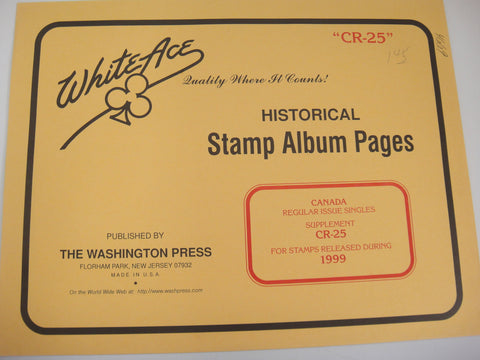 "CR-25"
145
White Ace
Quality Where It Counts!
HISTORICAL
Stamp Album Pages
CANADA
REGULAR ISSUE SINGLES
SUPPLEMENT
CR-25
FOR STAMPS RELEASED DURING
1999
PUBLISHED BY
THE WASHINGTON PRESS
FLORHAM PARK, NEW JERSEY 07932
MADE IN U.S.A.
On the World Wide Web at: http://www.washpress.com